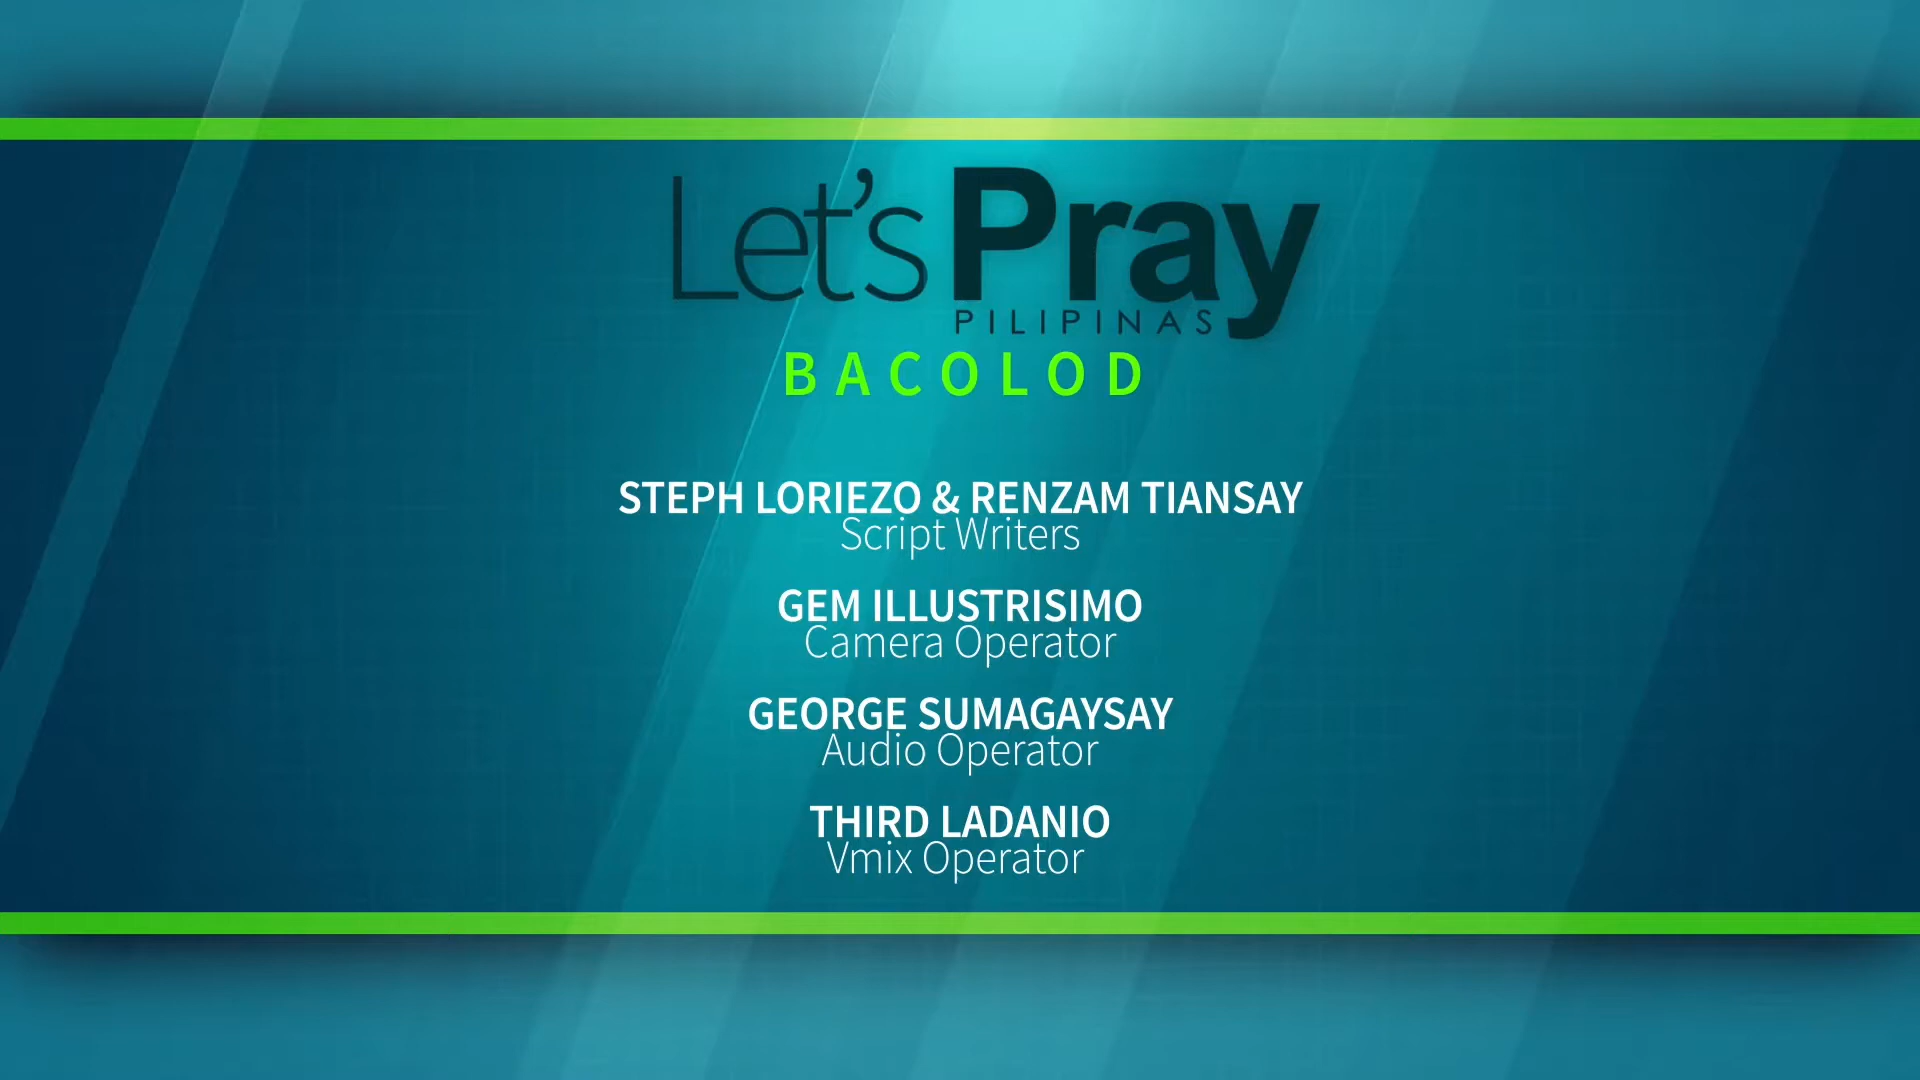 Let's Pray
PILIPINAS
BACOLOD
STEPH LORIEZO & RENZAM TIANSAY
Script Writers
GEM ILLUSTRISIMO
Camera Operator
GEORGE SUMAGAYSAY
Audio Operator
THIRD LADANIO
Vmix Operator